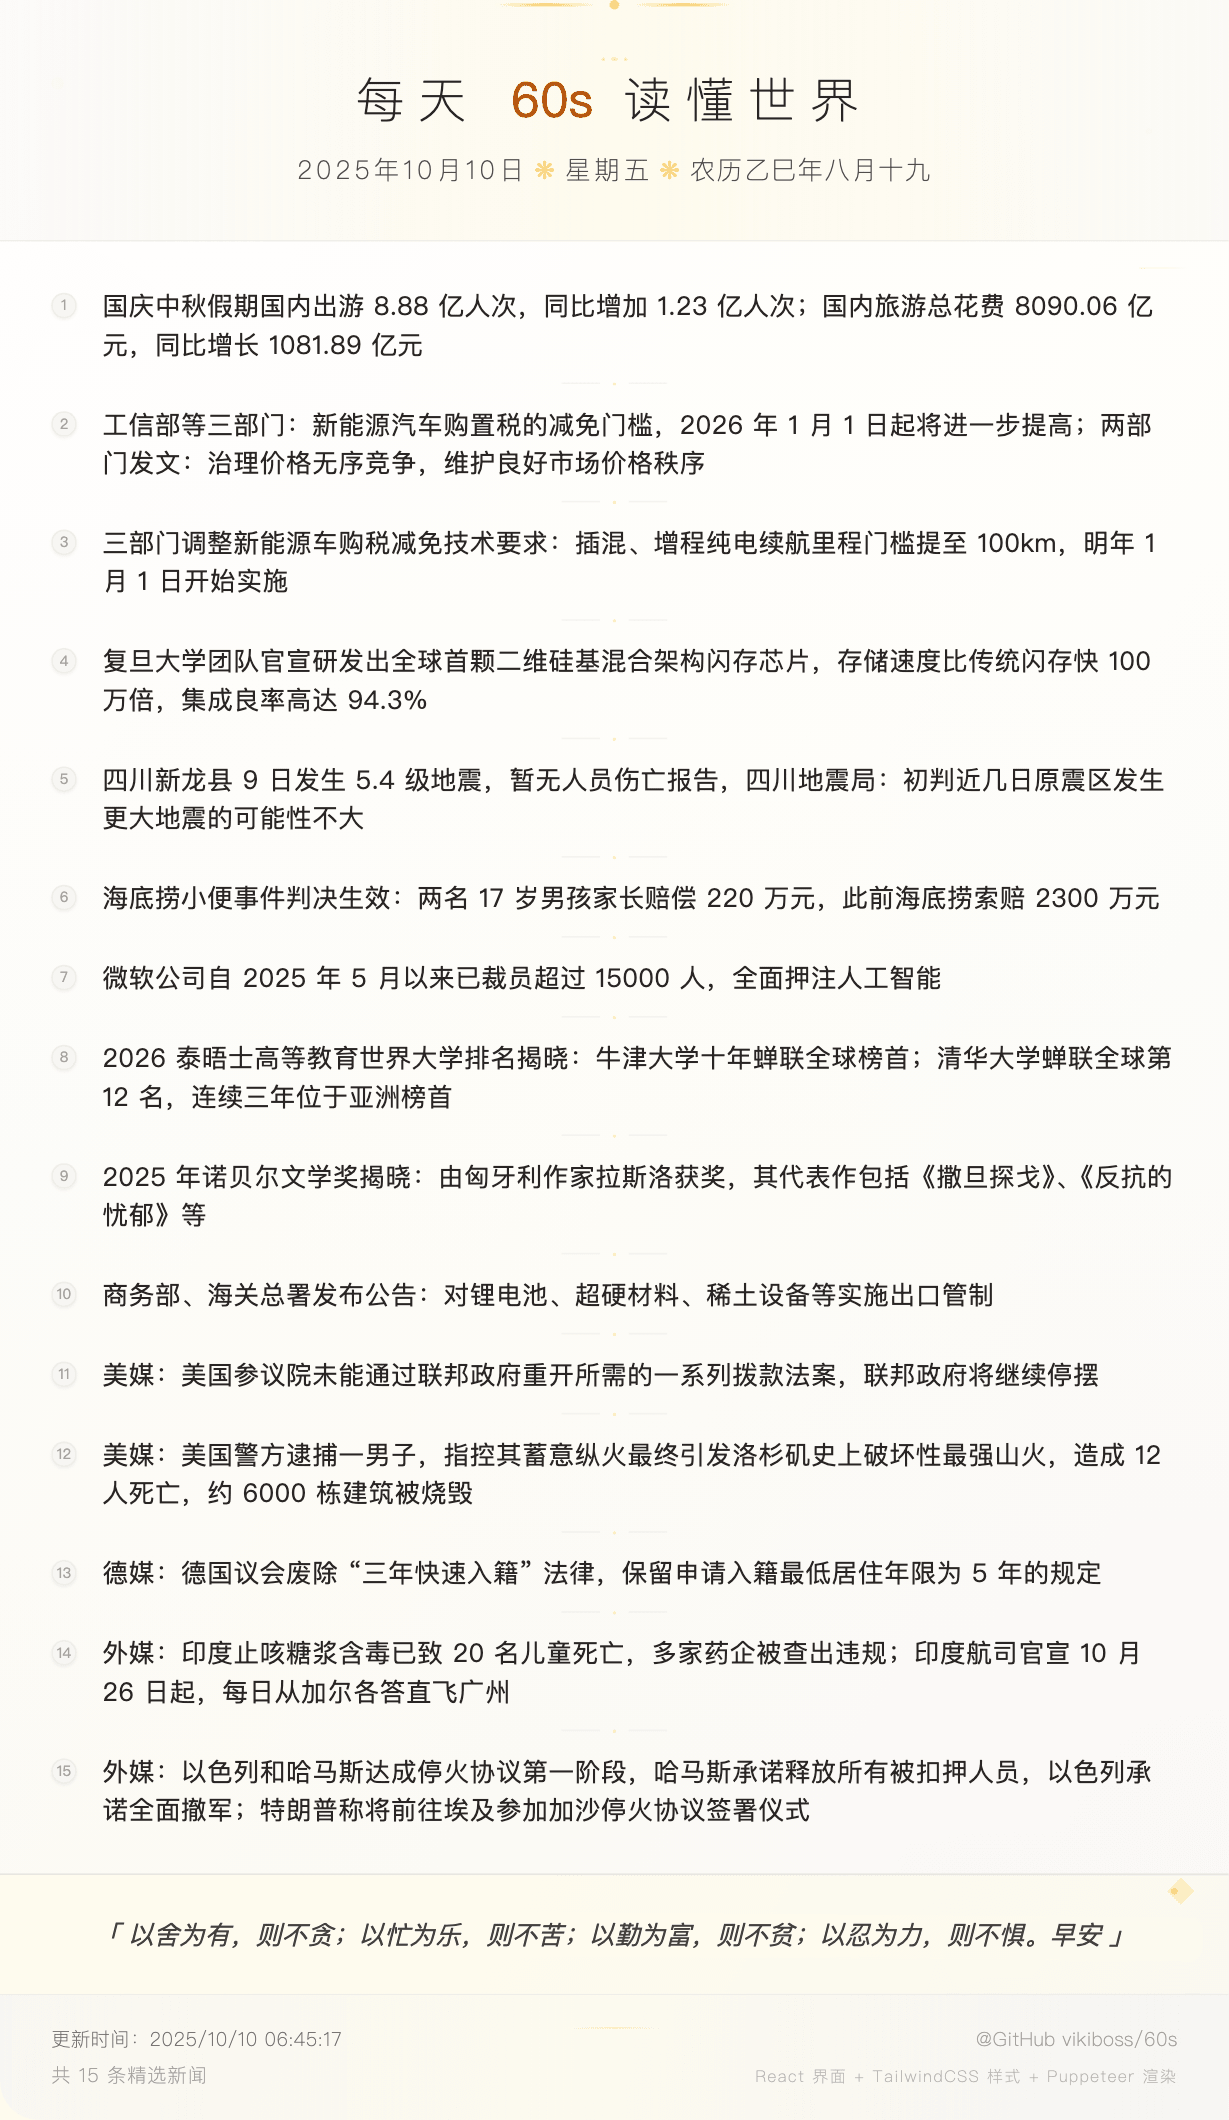 每天 60s 读懂世界
2025年10月10日 ❋ 星期五 ❋ 农历乙巳年八月十九
1 国庆中秋假期国内出游 8.88 亿人次，同比增加 1.23 亿人次；国内旅游总花费 8090.06 亿
元，同比增长 1081.89 亿元
2 工信部等三部门：新能源汽车购置税的减免门槛，2026 年 1 月 1 日起将进一步提高；两部
门发文：治理价格无序竞争，维护良好市场价格秩序
3 三部门调整新能源车购税减免技术要求：插混、增程纯电续航里程门槛提至 100km，明年 1
月 1 日开始实施
4 复旦大学团队官宣研发出全球首颗二维硅基混合架构闪存芯片，存储速度比传统闪存快 100
万倍，集成良率高达 94.3%
5 四川新龙县 9 日发生 5.4 级地震，暂无人员伤亡报告，四川地震局：初判近几日原震区发生
更大地震的可能性不大
6 海底捞小便事件判决生效：两名 17 岁男孩家长赔偿 220 万元，此前海底捞索赔 2300 万元
7 微软公司自 2025 年 5 月以来已裁员超过 15000 人，全面押注人工智能
8 2026 泰晤士高等教育世界大学排名揭晓：牛津大学十年蝉联全球榜首；清华大学蝉联全球第
12 名，连续三年位于亚洲榜首
9 2025 年诺贝尔文学奖揭晓：由匈牙利作家拉斯洛获奖，其代表作包括《撒旦探戈》、《反抗的
忧郁》等
10 商务部、海关总署发布公告：对锂电池、超硬材料、稀土设备等实施出口管制
11 美媒：美国参议院未能通过联邦政府重开所需的一系列拨款法案，联邦政府将继续停摆
12 美媒：美国警方逮捕一男子，指控其蓄意纵火最终引发洛杉矶史上破坏性最强山火，造成 12
人死亡，约 6000 栋建筑被烧毁
13 德媒：德国议会废除 “三年快速入籍” 法律，保留申请入籍最低居住年限为 5 年的规定
14 外媒：印度止咳糖浆含毒已致 20 名儿童死亡，多家药企被查出违规；印度航司官宣 10 月
26 日起，每日从加尔各答直飞广州
15 外媒：以色列和哈马斯达成停火协议第一阶段，哈马斯承诺释放所有被扣押人员，以色列承
诺全面撤军；特朗普称将前往埃及参加加沙停火协议签署仪式
「 以舍为有，则不贪；以忙为乐，则不苦；以勤为富，则不贫；以忍为力，则不惧。早安 」
更新时间：2025/10/10 06:45:17
@GitHub vikiboss/60s
共 15 条精选新闻
React 界面 + TailwindCSS 样式 + Puppeteer 渲染